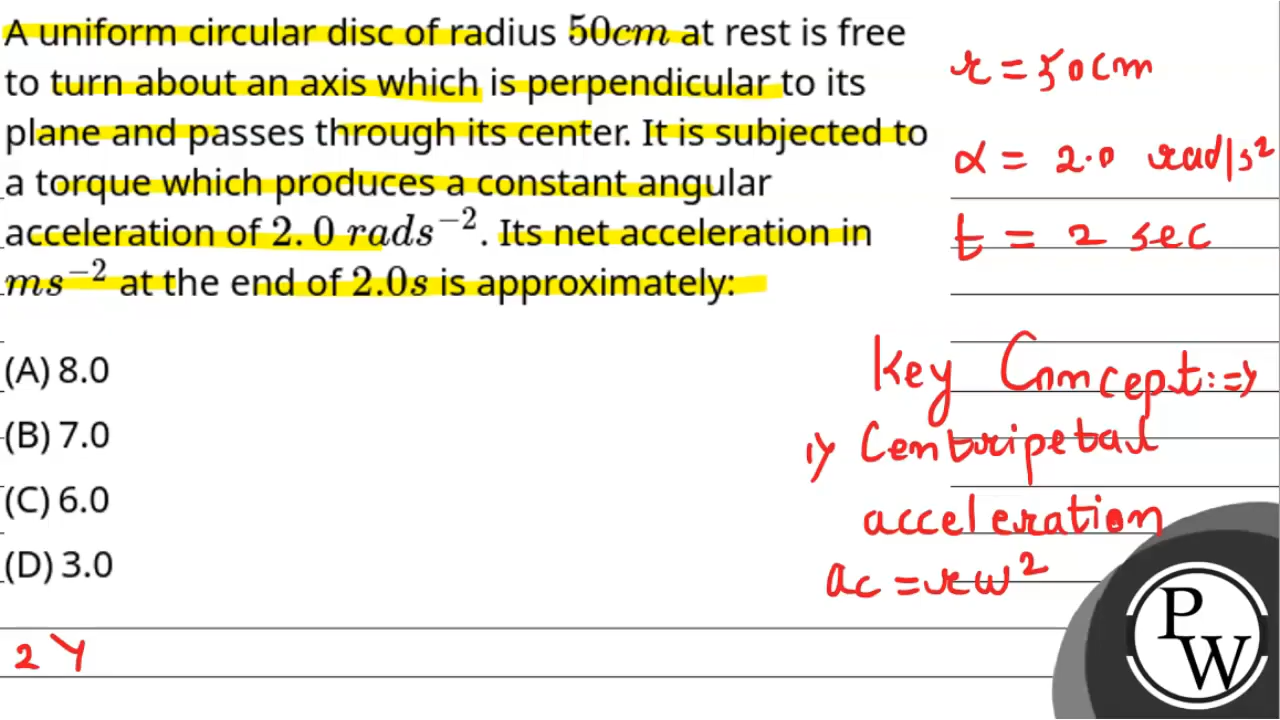 A uniform circular disc of radius 50cm at rest is free
to turn about an axis which is perpendicular to its
plane and passes through its center. It is subjected to
a torque which produces a constant angular
acceleration of 2.0 rads⁻². Its net acceleration in
ms⁻² at the end of 2.0s is approximately:
(A) 8.0
(B) 7.0
(C) 6.0
(D) 3.0
r = 50cm
α = 2.0 rad/s²
t = 2 sec
Key Concept:⇒
1) Centripetal
acceleration
ac = rw²
2)
P
W